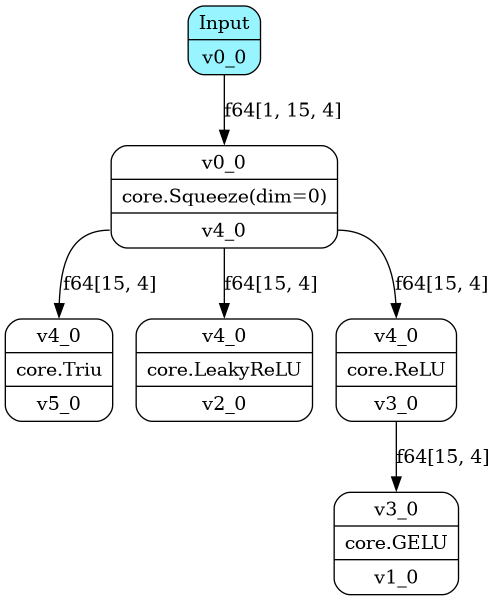 Input
v0_0
f64[1, 15, 4]
v0_0
core.Squeeze(dim=0)
v4_0
f64[15, 4]
f64[15, 4]
f64[15, 4]
v4_0
core.Triu
v5_0
v4_0
core.LeakyReLU
v2_0
v4_0
core.ReLU
v3_0
f64[15, 4]
v3_0
core.GELU
v1_0